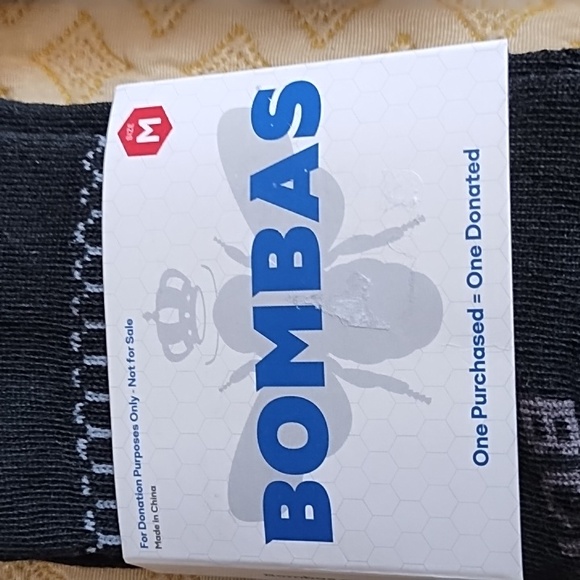 SIZE
M
BOMBAS
One Purchased = One Donated
For Donation Purposes Only - Not for Sale
Made in China